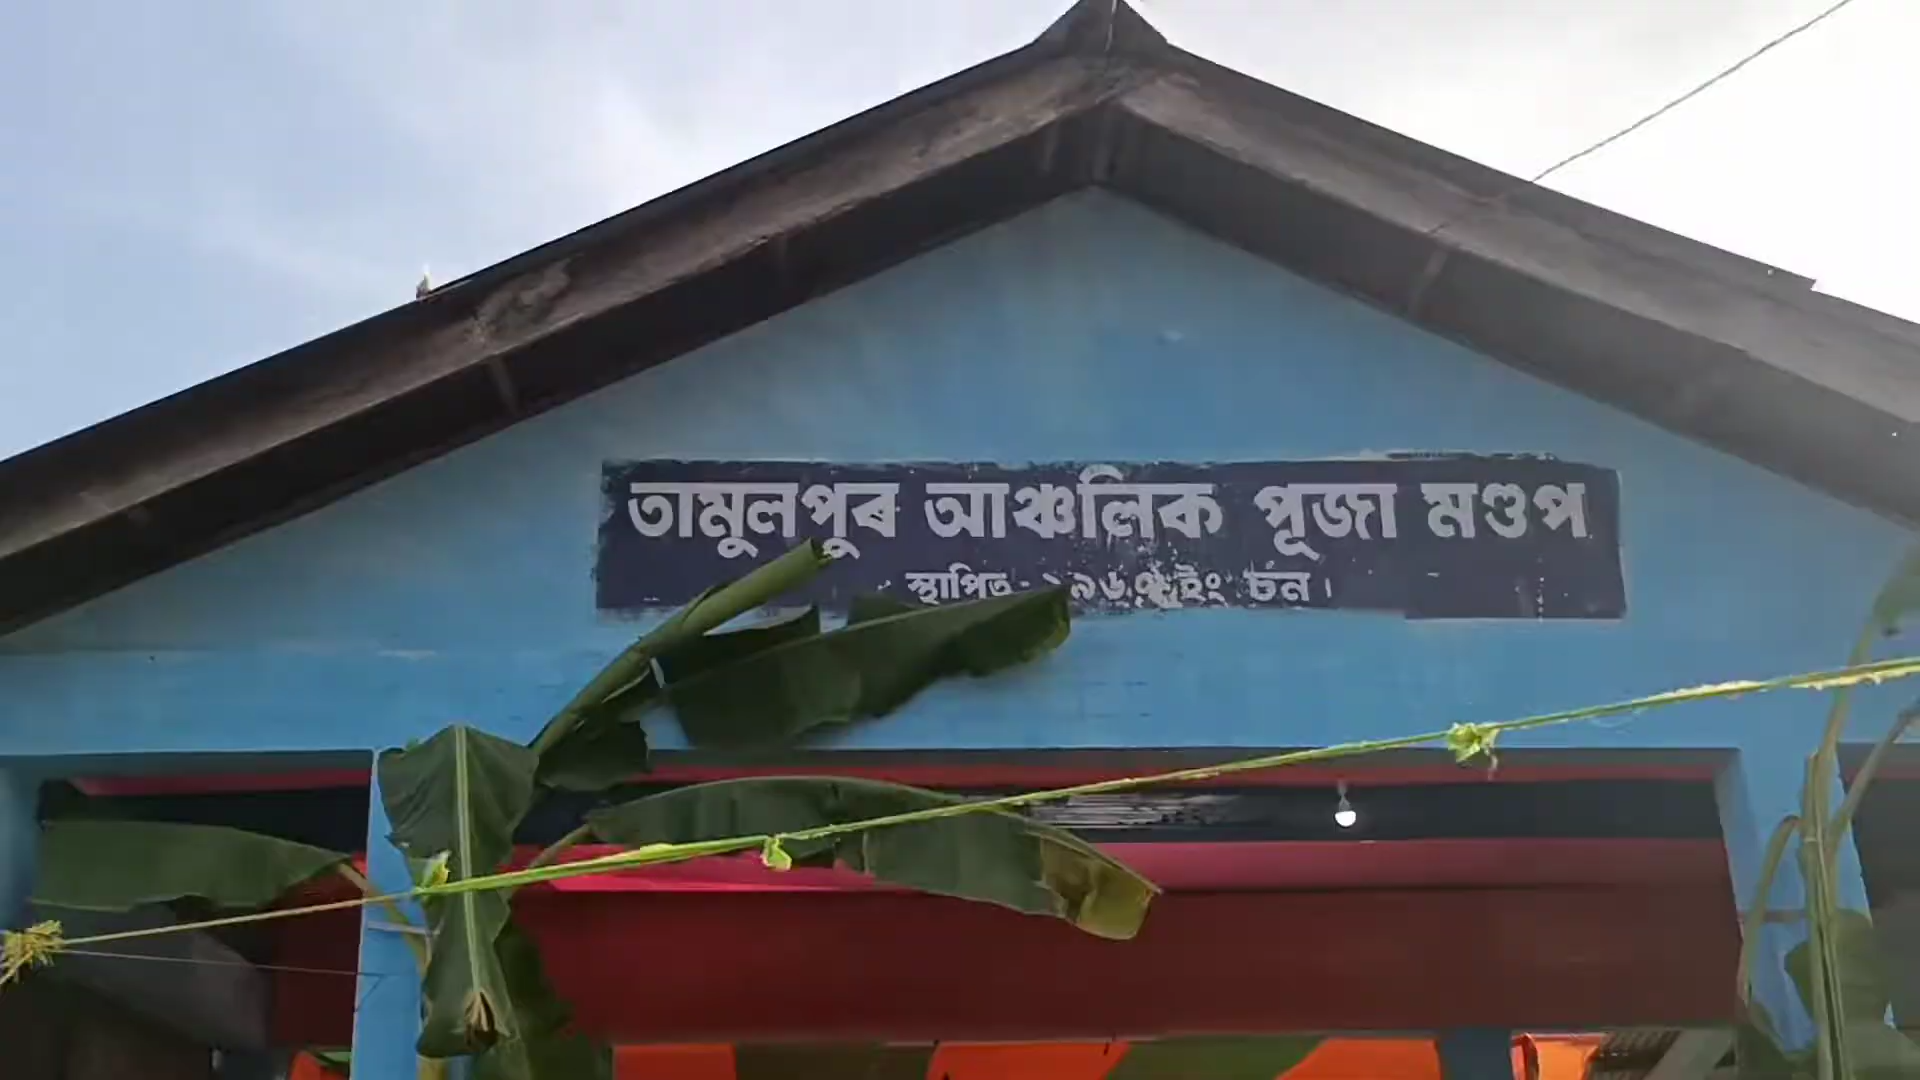 তামুলপুৰ আঞ্চলিক পূজা মণ্ডপ
স্থাপিত - ইং চন।